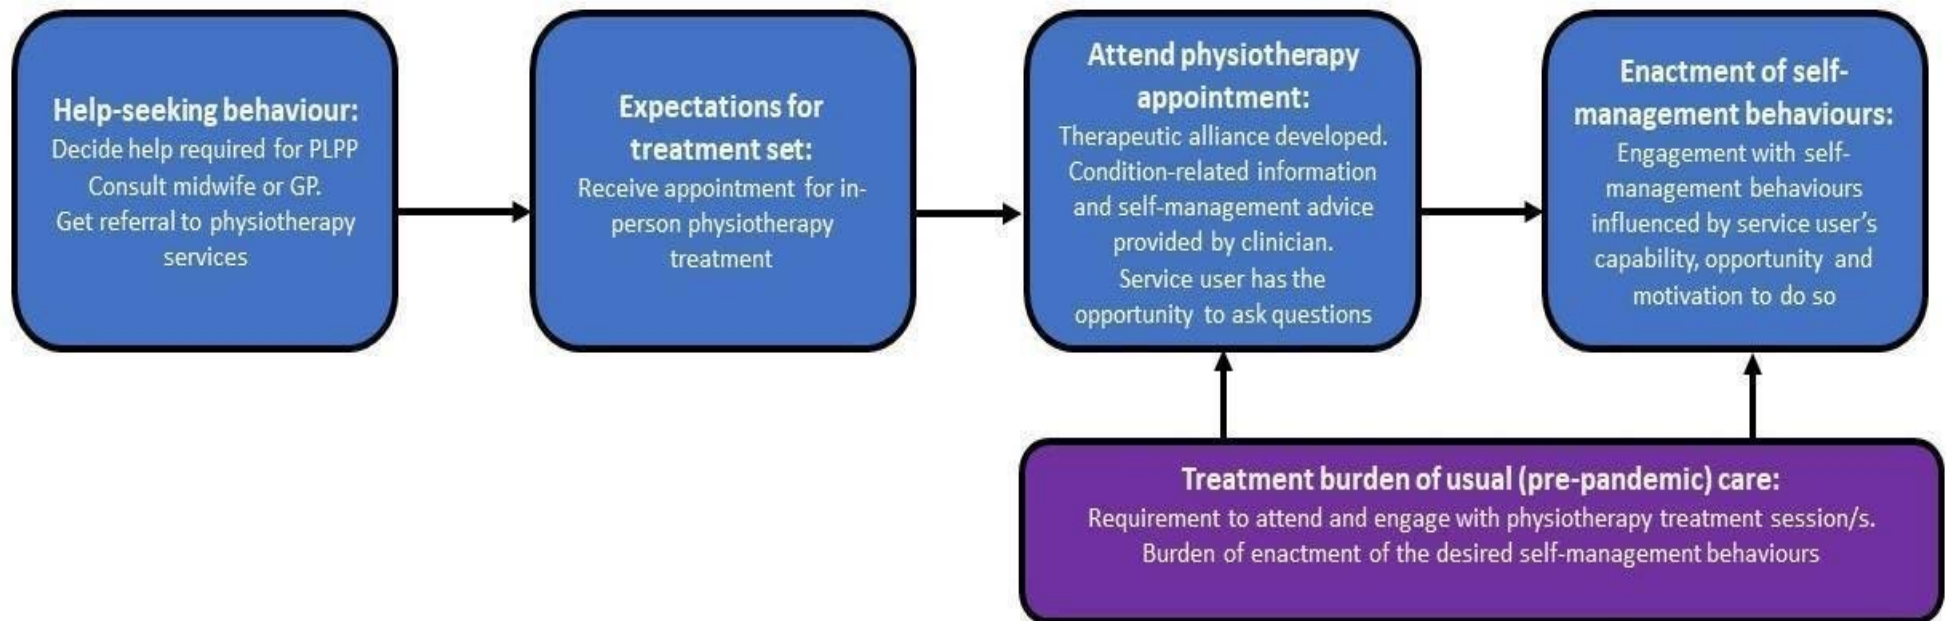 Help-seeking behaviour:
Decide help required for PLPP
Consult midwife or GP.
Get referral to physiotherapy
services
Expectations for
treatment set:
Receive appointment for in-
person physiotherapy
treatment
Attend physiotherapy
appointment:
Therapeutic alliance developed.
Condition-related information
and self-management advice
provided by clinician.
Service user has the
opportunity to ask questions
Enactment of self-
management behaviours:
Engagement with self-
management behaviours
influenced by service user's
capability, opportunity and
motivation to do so
Treatment burden of usual (pre-pandemic) care:
Requirement to attend and engage with physiotherapy treatment session/s.
Burden of enactment of the desired self-management behaviours